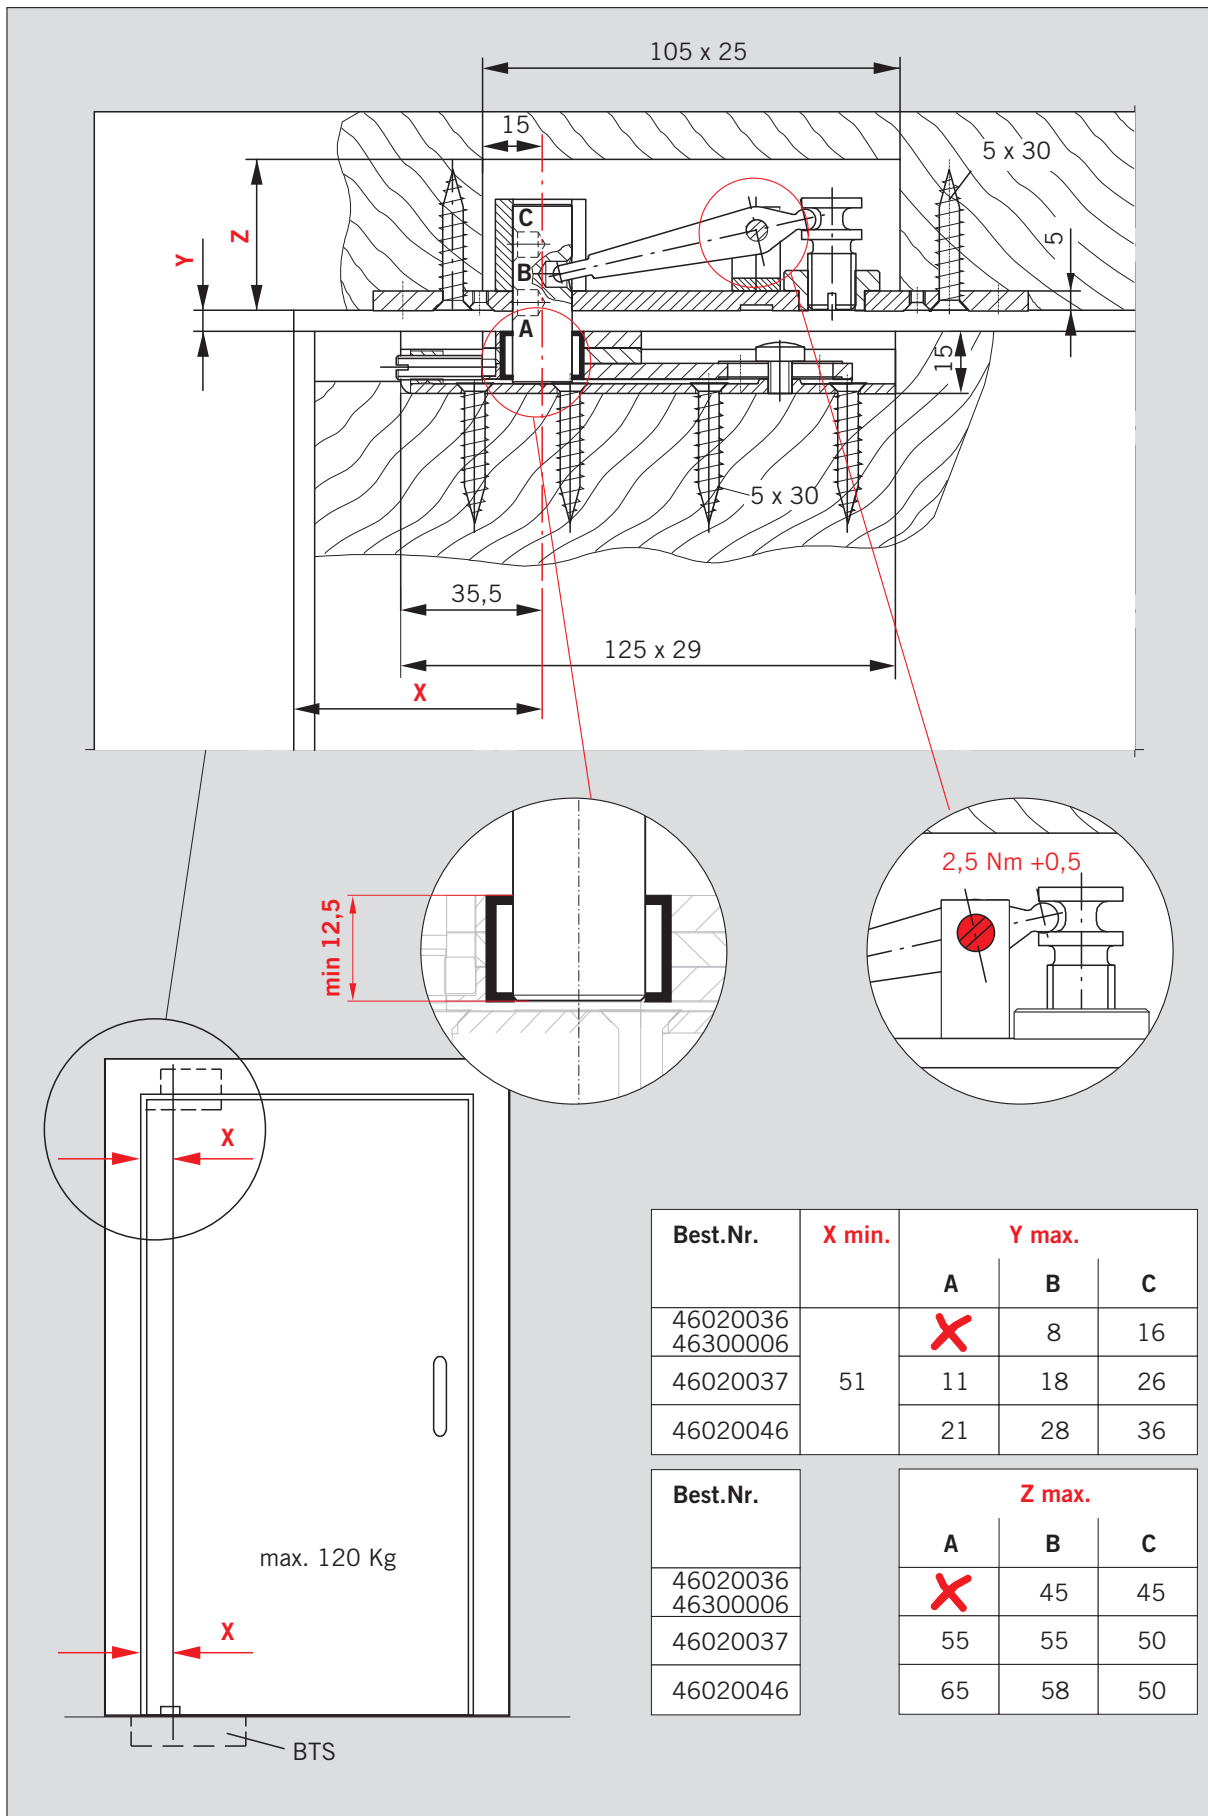 105 x 25
15
5 x 30
C
Z
Y
B
5
A
15
5 x 30
35,5
125 x 29
X
min 12,5
2,5 Nm +0,5
X
max. 120 Kg
X
BTS
Best.Nr. X min. Y max.
A B C
46020036
46300006 8 16
46020037 51 11 18 26
46020046 21 28 36
Best.Nr. Z max.
A B C
46020036
46300006 45 45
46020037 55 55 50
46020046 65 58 50